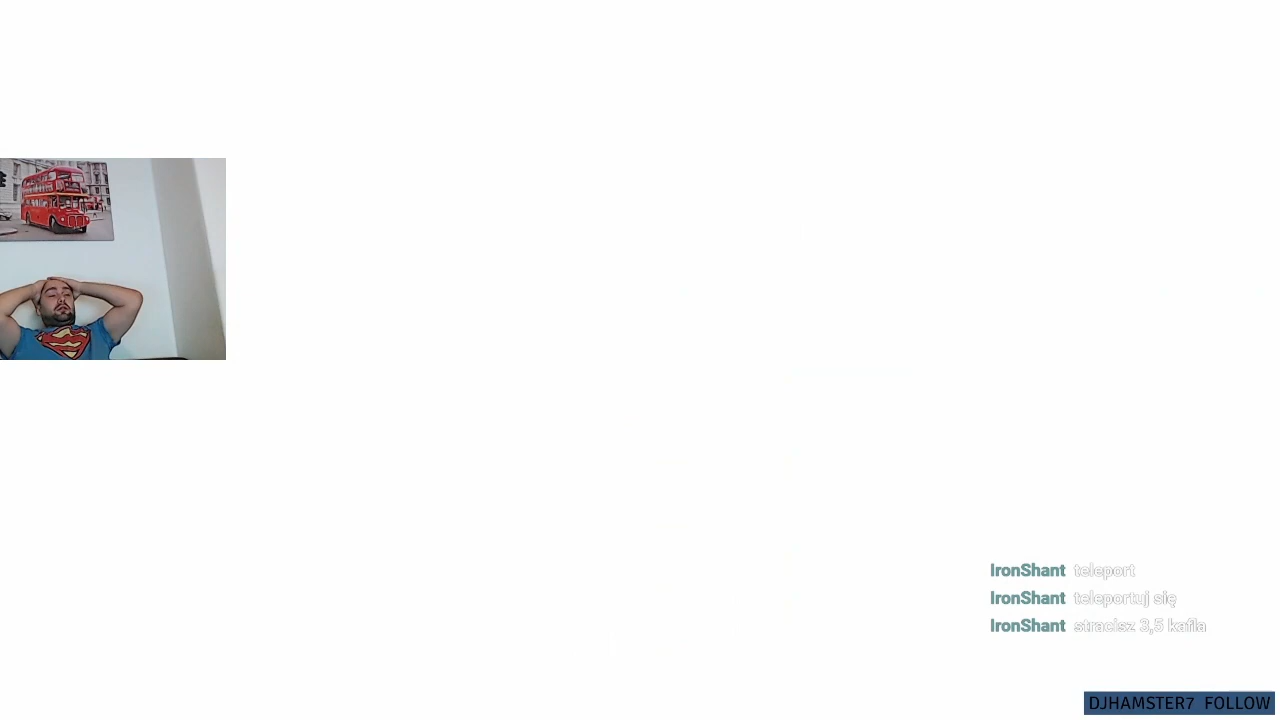 IronShant teleport
IronShant teleportuj się
IronShant stracisz 3,5 kafla
DJHAMSTER7 FOLLOW